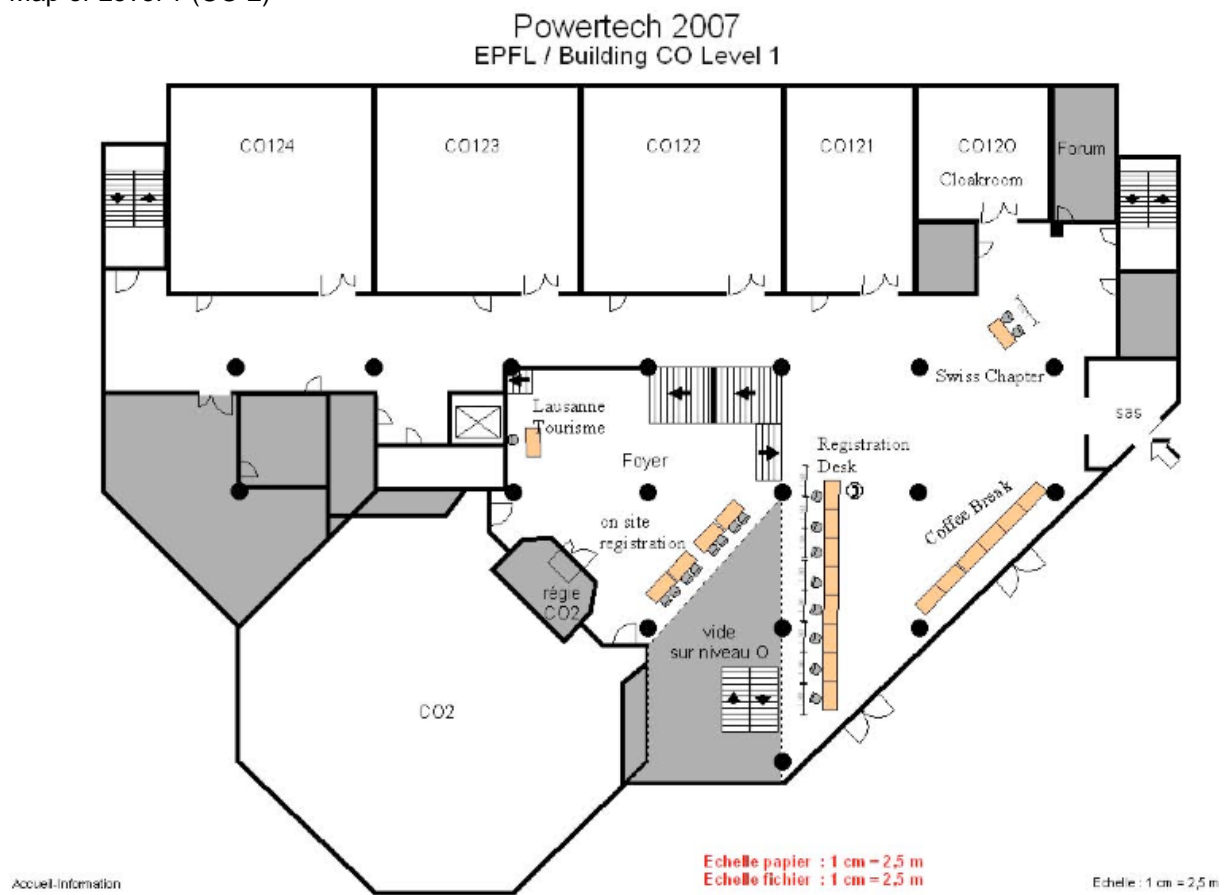 Powertech 2007
EPFL / Building CO Level 1
CO124
CO123
CO122
CO121
CO120
Cloakroom
Forum
Swiss Chapter
sas
Lausanne
Tourisme
Foyer
Registration
Desk
Coffee Break
on site
registration
régie
CO2
vide
sur niveau 0
CO2
Echelle papier : 1 cm = 2,5 m
Echelle fichier : 1 cm = 2,5 m
Accueil-Information
Echelle : 1 cm = 2,5 m